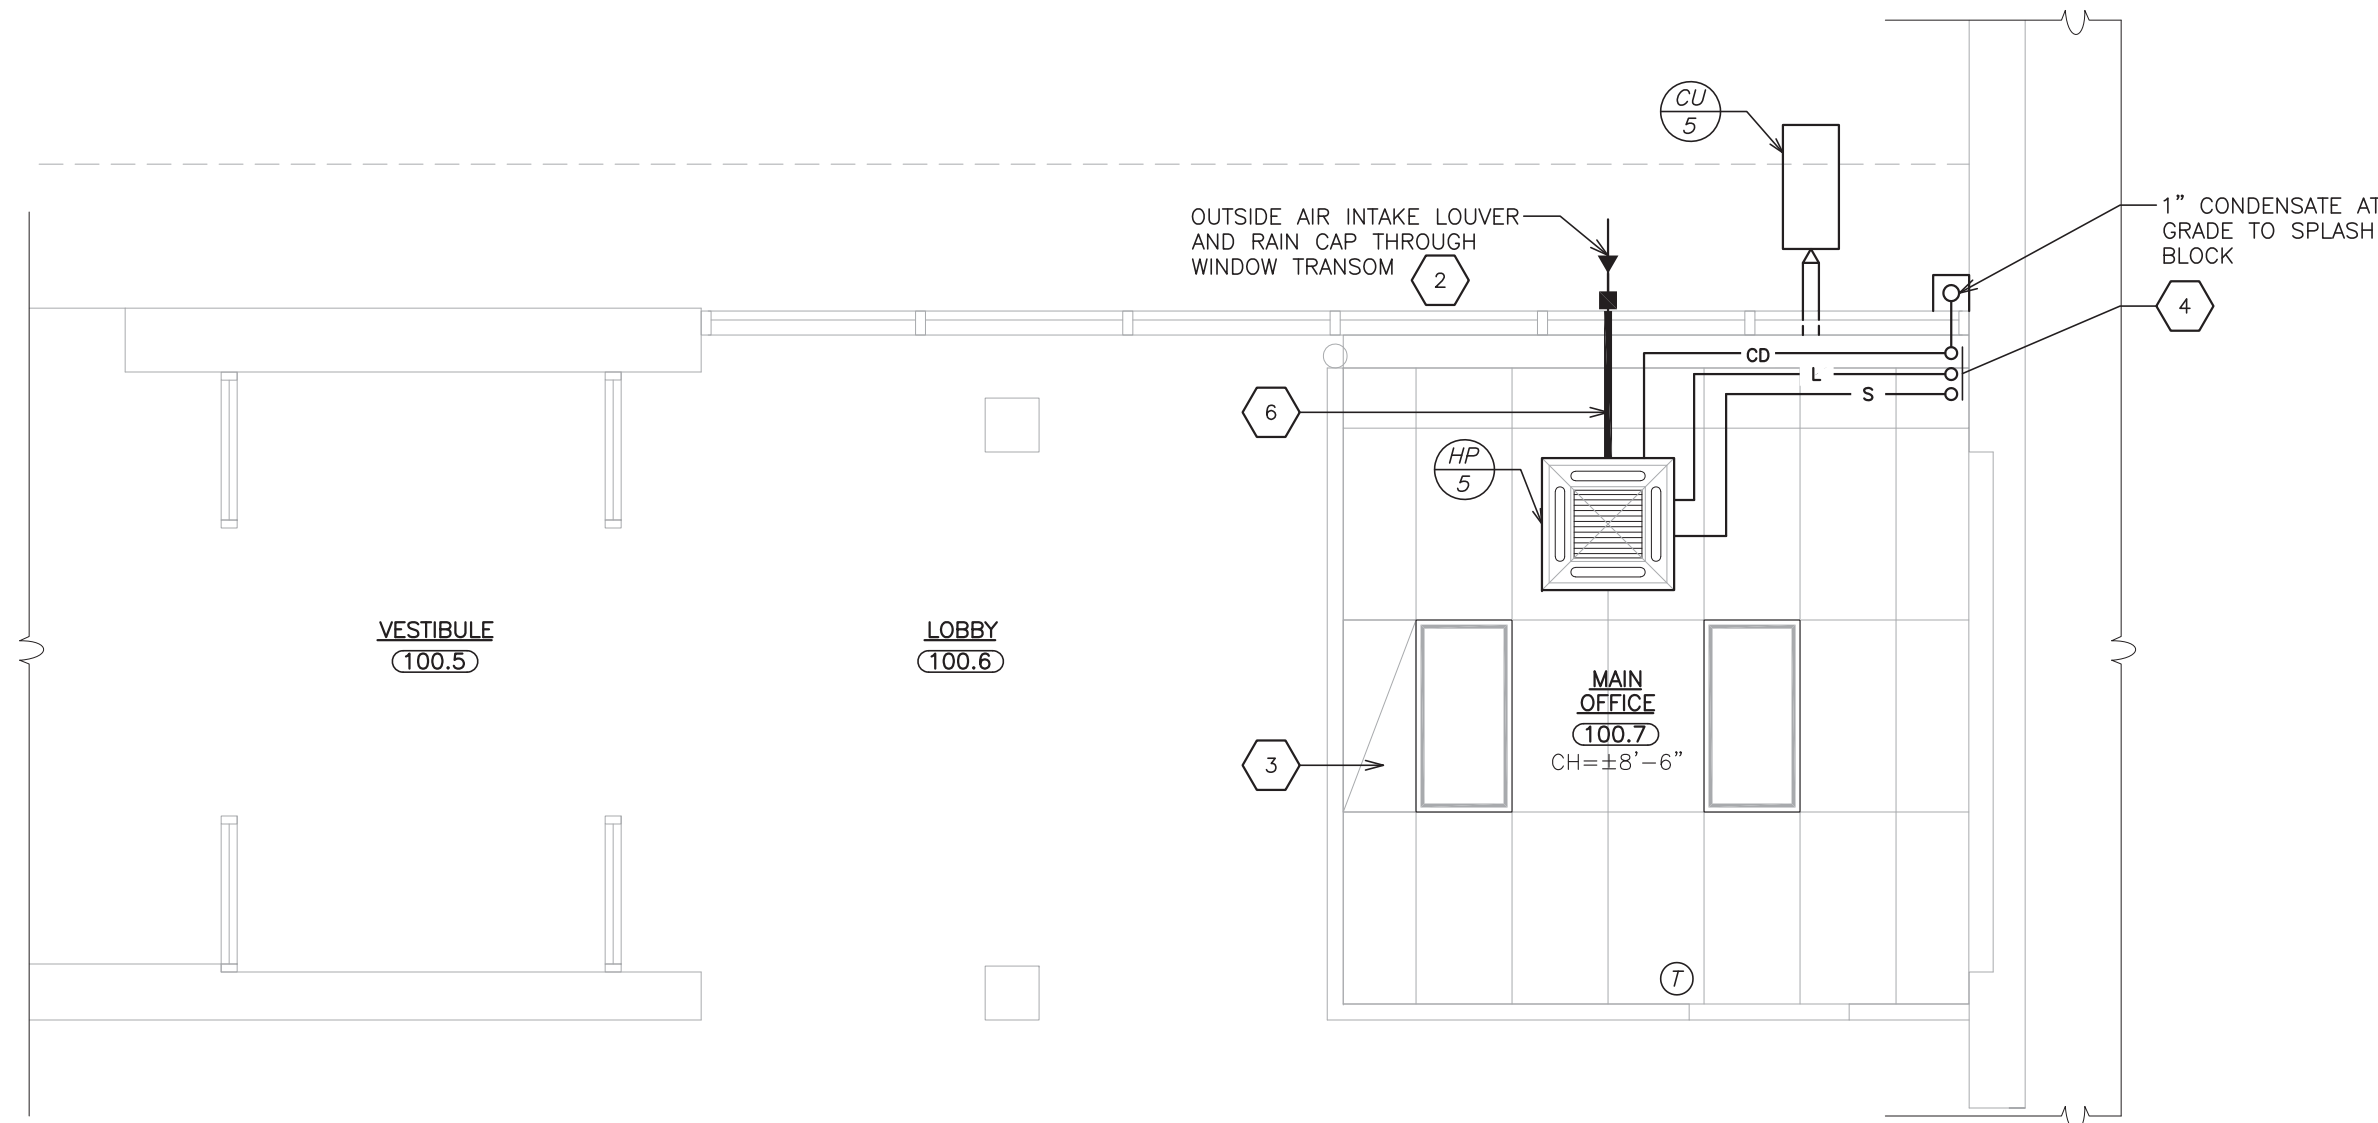 CU
5
OUTSIDE AIR INTAKE LOUVER
AND RAIN CAP THROUGH
WINDOW TRANSOM
2
1" CONDENSATE AT
GRADE TO SPLASH
BLOCK
4
CD
L
S
6
HP
5
VESTIBULE
100.5
LOBBY
100.6
MAIN
OFFICE
100.7
CH=±8'-6"
3
T